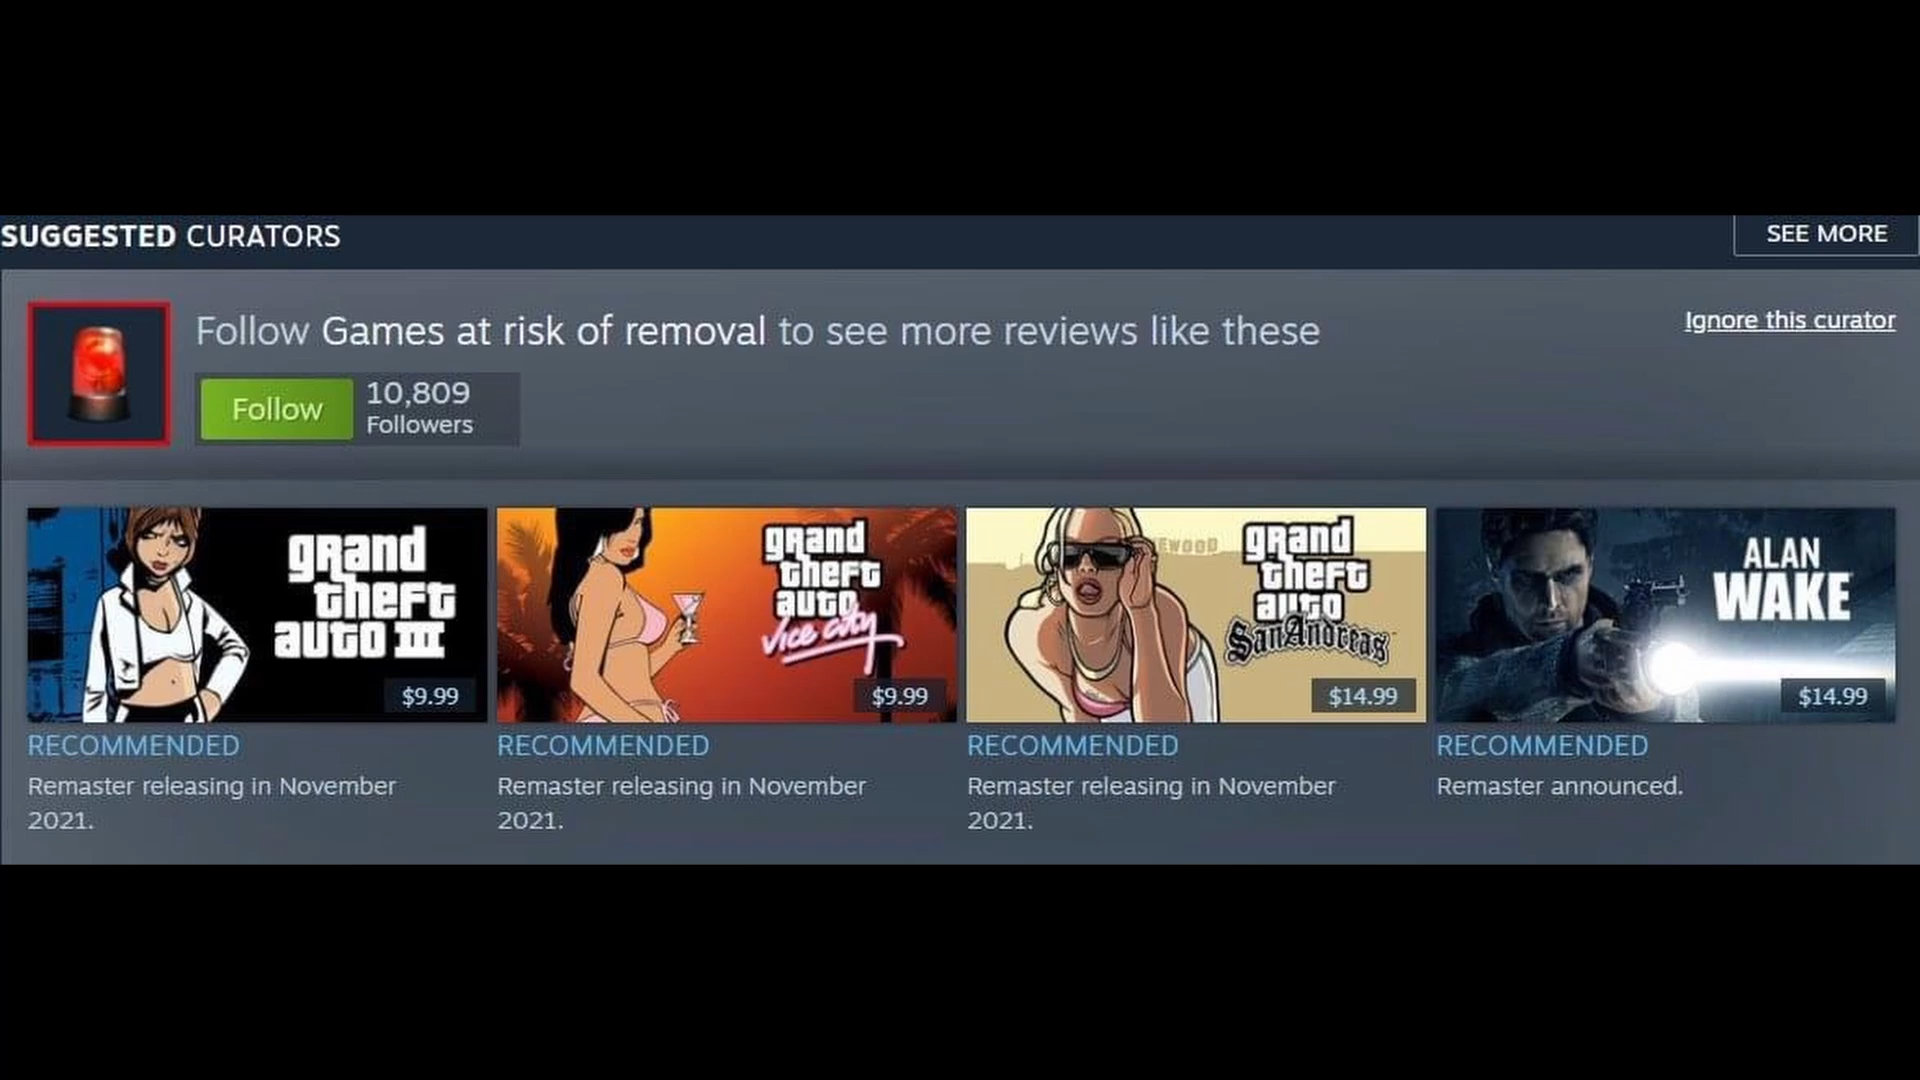 SUGGESTED CURATORS
SEE MORE
Follow Games at risk of removal to see more reviews like these
Ignore this curator
Follow
10,809
Followers
grand
theft
auto III
$9.99
grand
theft
auto
vice city
$9.99
EWOOD
grand
theft
auto
San Andreas
$14.99
ALAN
WAKE
$14.99
RECOMMENDED
Remaster releasing in November
2021.
RECOMMENDED
Remaster releasing in November
2021.
RECOMMENDED
Remaster releasing in November
2021.
RECOMMENDED
Remaster announced.